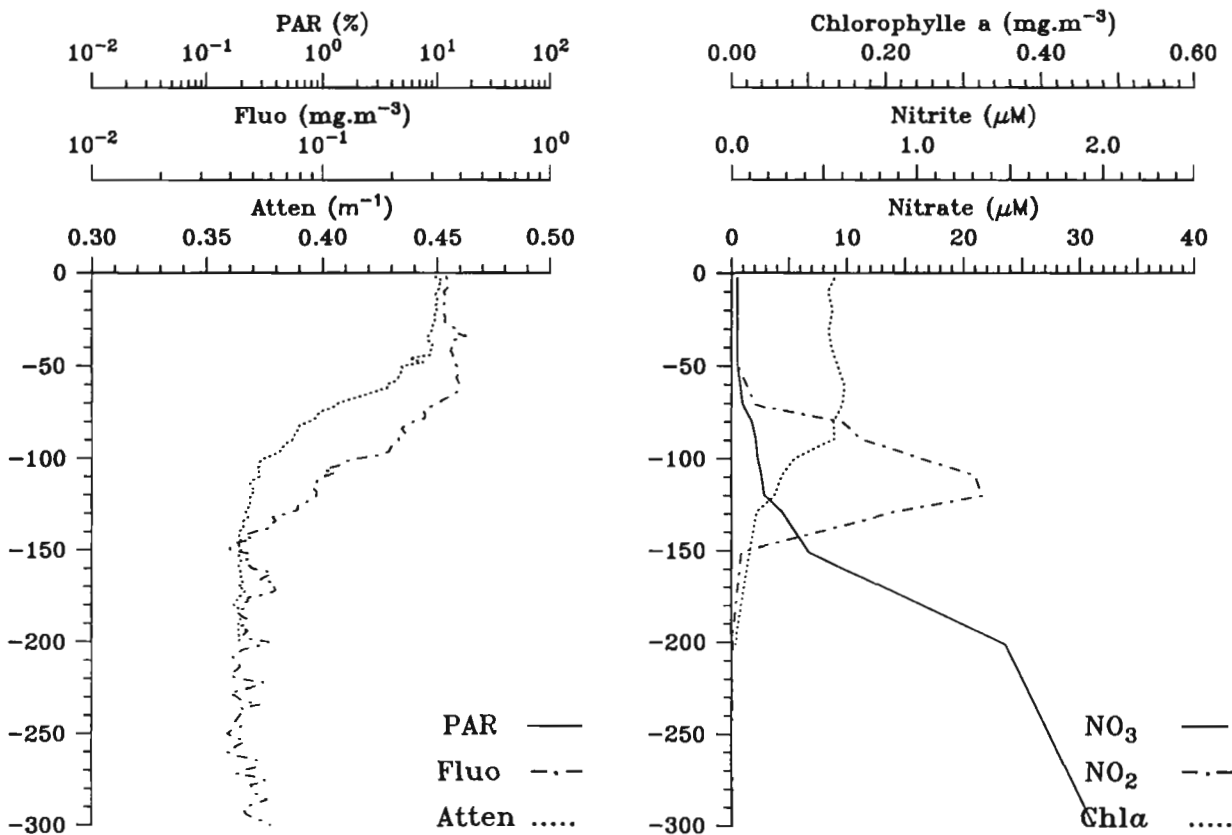 PAR (%)
10⁻² 10⁻¹ 10⁰ 10¹ 10²
Fluo (mg.m⁻³)
10⁻² 10⁻¹ 10⁰
Atten (m⁻¹)
0.30 0.35 0.40 0.45 0.50
0
−50
−100
−150
−200
−250
−300
PAR
Fluo
Atten
Chlorophylle a (mg.m⁻³)
0.00 0.20 0.40 0.60
Nitrite (μM)
0.0 1.0 2.0
Nitrate (μM)
0 10 20 30 40
0
−50
−100
−150
−200
−250
−300
NO₃
NO₂
Chla